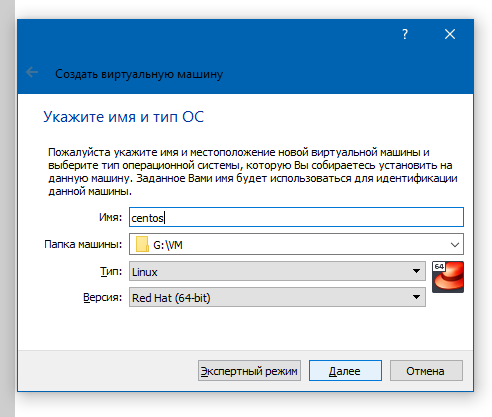 ?
Создать виртуальную машину
Укажите имя и тип ОС
Пожалуйста укажите имя и местоположение новой виртуальной машины и
выберите тип операционной системы, которую Вы собираетесь установить на
данную машину. Заданное Вами имя будет использоваться для идентификации
данной машины.
Имя: centos
Папка машины: G:\VM
Тип: Linux
64
Версия: Red Hat (64-bit)
Экспертный режим Далее Отмена